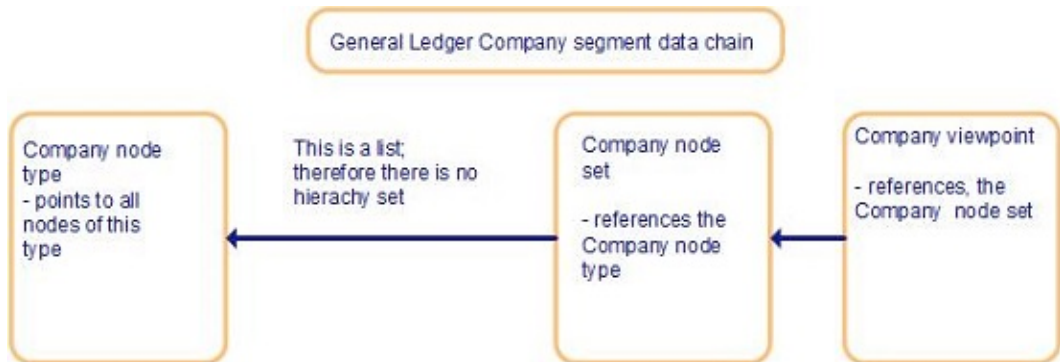 General Ledger Company segment data chain
Company node
type
- points to all
nodes of this
type
This is a list;
therefore there is no
hierachy set
Company node
set
- references the
Company node
type
Company viewpoint
- references, the
Company node set